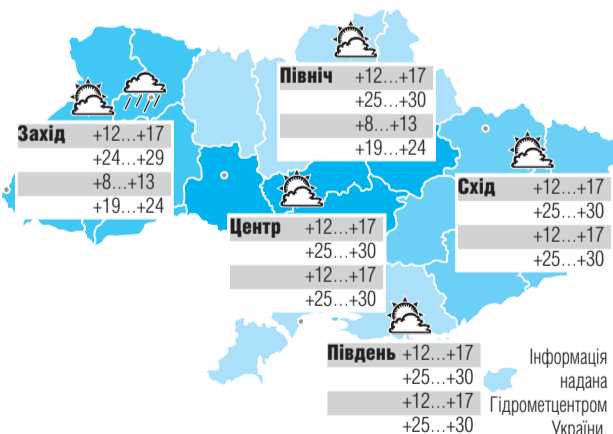 Північ +12...+17
+25...+30
+8...+13
+19...+24
Захід +12...+17
+24...+29
+8...+13
+19...+24
Схід +12...+17
+25...+30
+12...+17
+25...+30
Центр +12...+17
+25...+30
+12...+17
+25...+30
Південь +12...+17
+25...+30
+12...+17
+25...+30
Інформація
надана
Гідрометцентром
України.